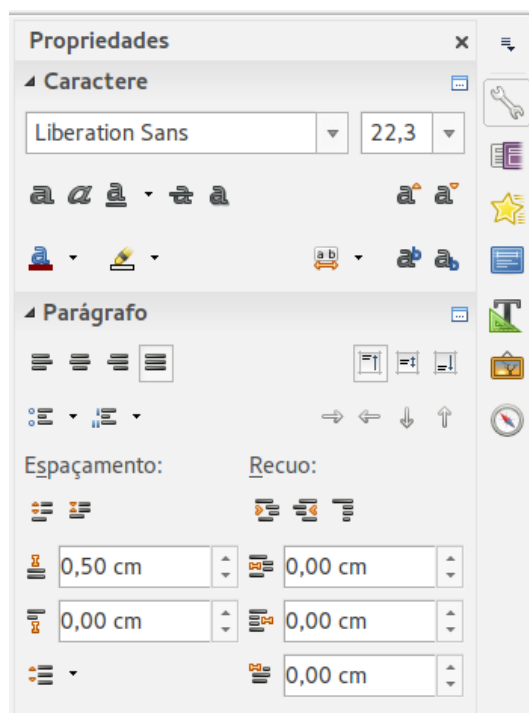 Propriedades
Caractere
Liberation Sans 22,3
Parágrafo
Espaçamento: Recuo:
0,50 cm 0,00 cm
0,00 cm 0,00 cm
0,00 cm